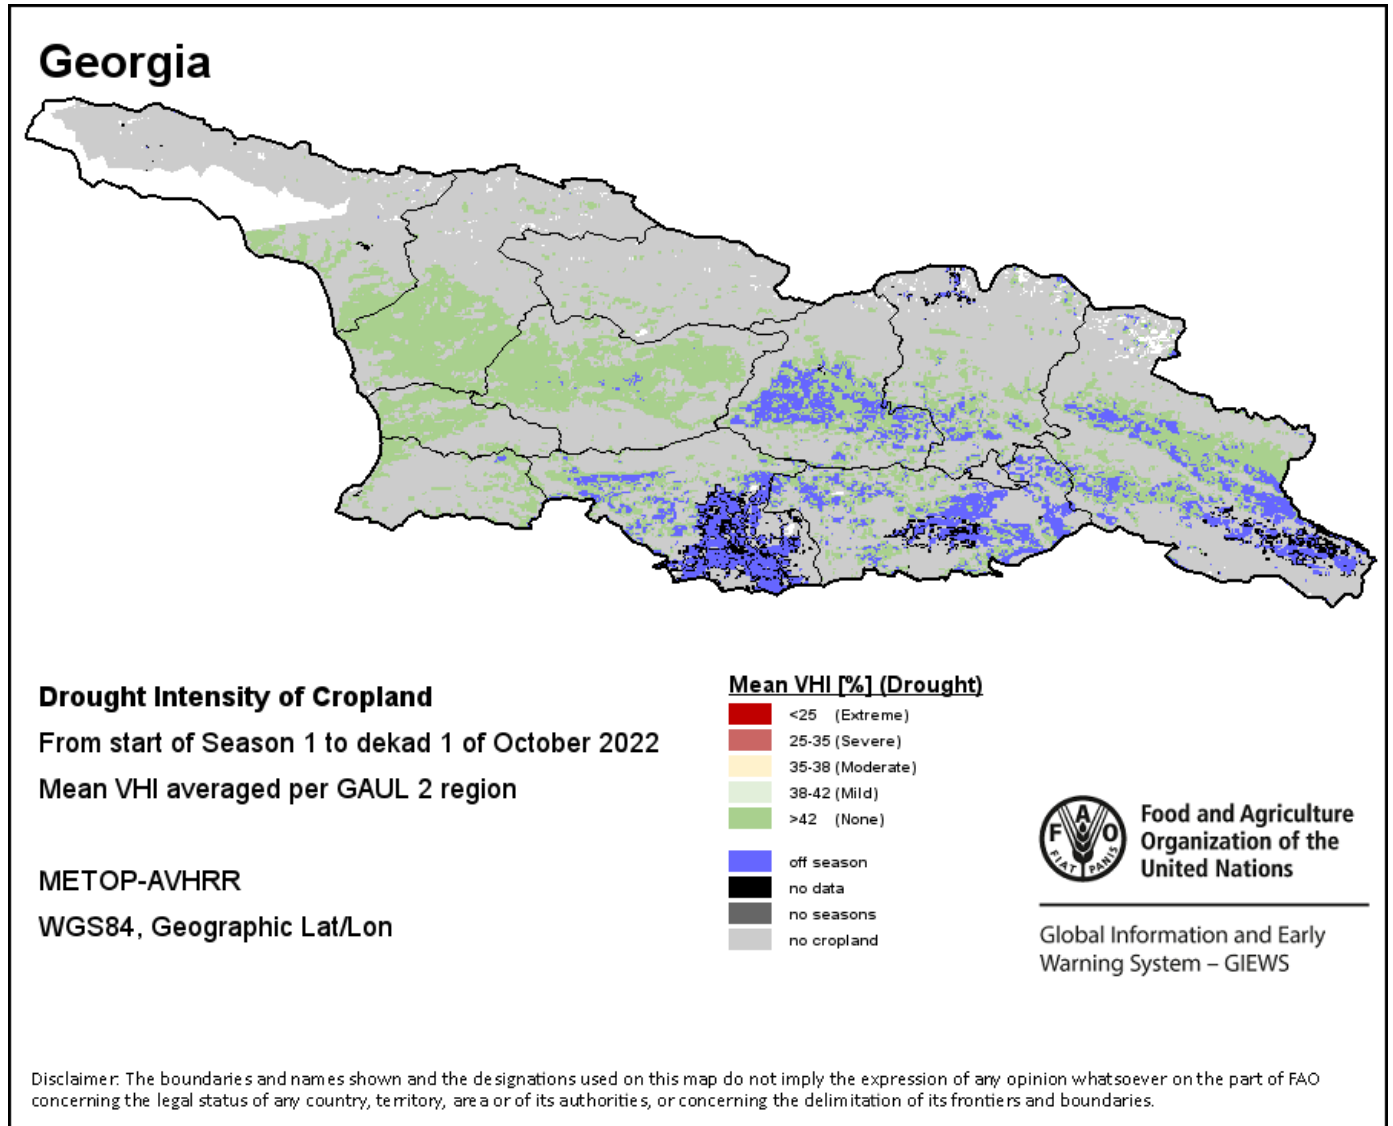 Georgia
Drought Intensity of Cropland
From start of Season 1 to dekad 1 of October 2022
Mean VHI averaged per GAUL 2 region
METOP-AVHRR
WGS84, Geographic Lat/Lon
Mean VHI [%] (Drought)
<25 (Extreme)
25-35 (Severe)
35-38 (Moderate)
38-42 (Mild)
>42 (None)
off season
no data
no seasons
no cropland
F A O
FIAT PANIS
Food and Agriculture
Organization of the
United Nations
Global Information and Early
Warning System – GIEWS
Disclaimer: The boundaries and names shown and the designations used on this map do not imply the expression of any opinion whatsoever on the part of FAO
concerning the legal status of any country, territory, area or of its authorities, or concerning the delimitation of its frontiers and boundaries.